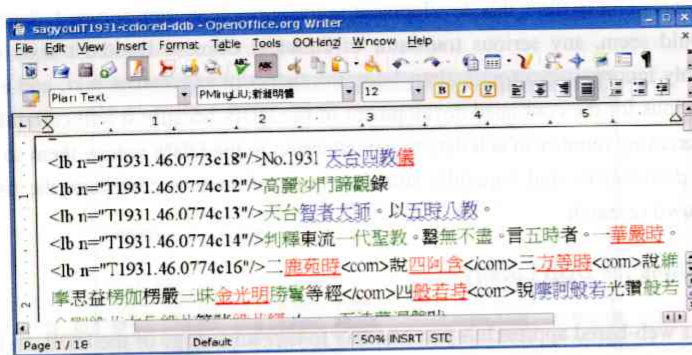 sagyouiT1931-colored-ddb - OpenOffice.org Writer
File Edit View Insert Format Table Tools OOHanzi Window Help
Plain Text PMingLiU;新細明體 12 B I U
1 2 3 4 5
<lb n="T1931.46.0773c18"/>No.1931 天台四教儀
<lb n="T1931.46.0774c12"/>高麗沙門諦觀錄
<lb n="T1931.46.0774c13"/>天台智者大師。以五時八教。
<lb n="T1931.46.0774c14"/>判釋東流一代聖教。罄無不盡。言五時者。一華嚴時。
<lb n="T1931.46.0774c16"/>二鹿苑時<com>說四阿含</com>三方等時<com>說維
摩思益楞伽楞嚴三昧金光明勝鬘等經</com>四般若時<com>說摩訶般若光讚般若
Page 1 / 18 Default 150% INSRT STD